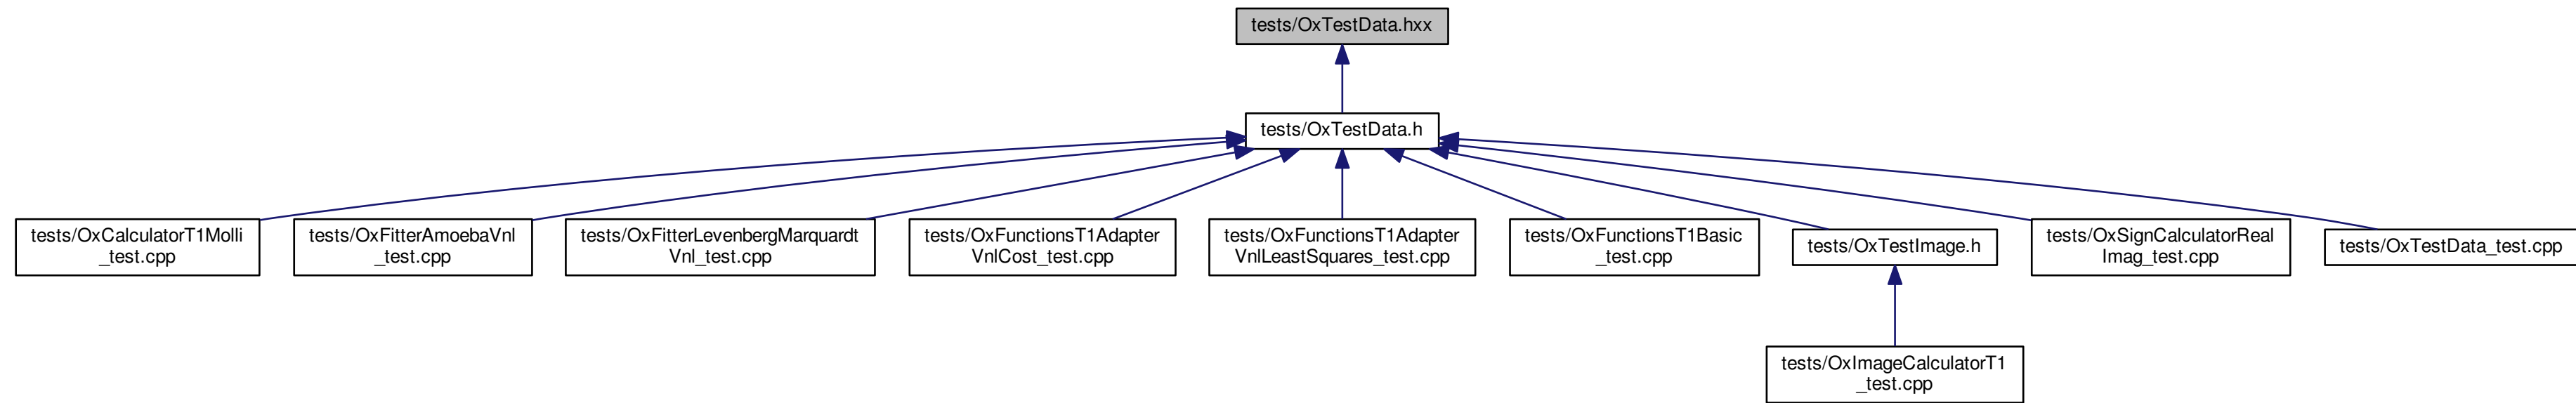 tests/OxTestData.hxx
tests/OxTestData.h
tests/OxCalculatorT1Molli
_test.cpp
tests/OxFitterAmoebaVnl
_test.cpp
tests/OxFitterLevenbergMarquardt
Vnl_test.cpp
tests/OxFunctionsT1Adapter
VnlCost_test.cpp
tests/OxFunctionsT1Adapter
VnlLeastSquares_test.cpp
tests/OxFunctionsT1Basic
_test.cpp
tests/OxTestImage.h
tests/OxSignCalculatorReal
Imag_test.cpp
tests/OxTestData_test.cpp
tests/OxImageCalculatorT1
_test.cpp